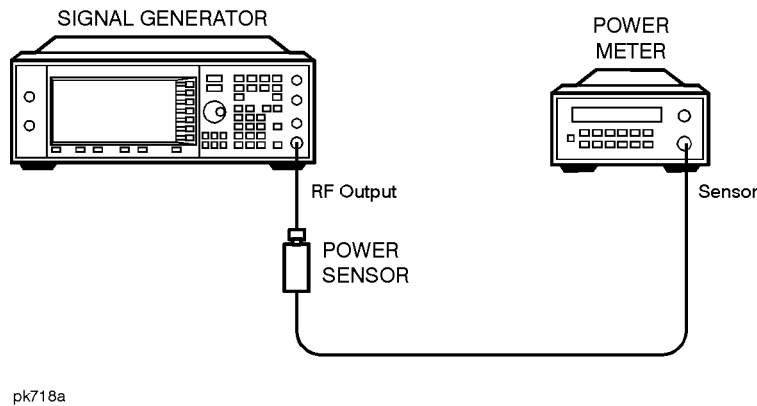 SIGNAL GENERATOR
POWER
METER
RF Output
Sensor
POWER
SENSOR
pk718a